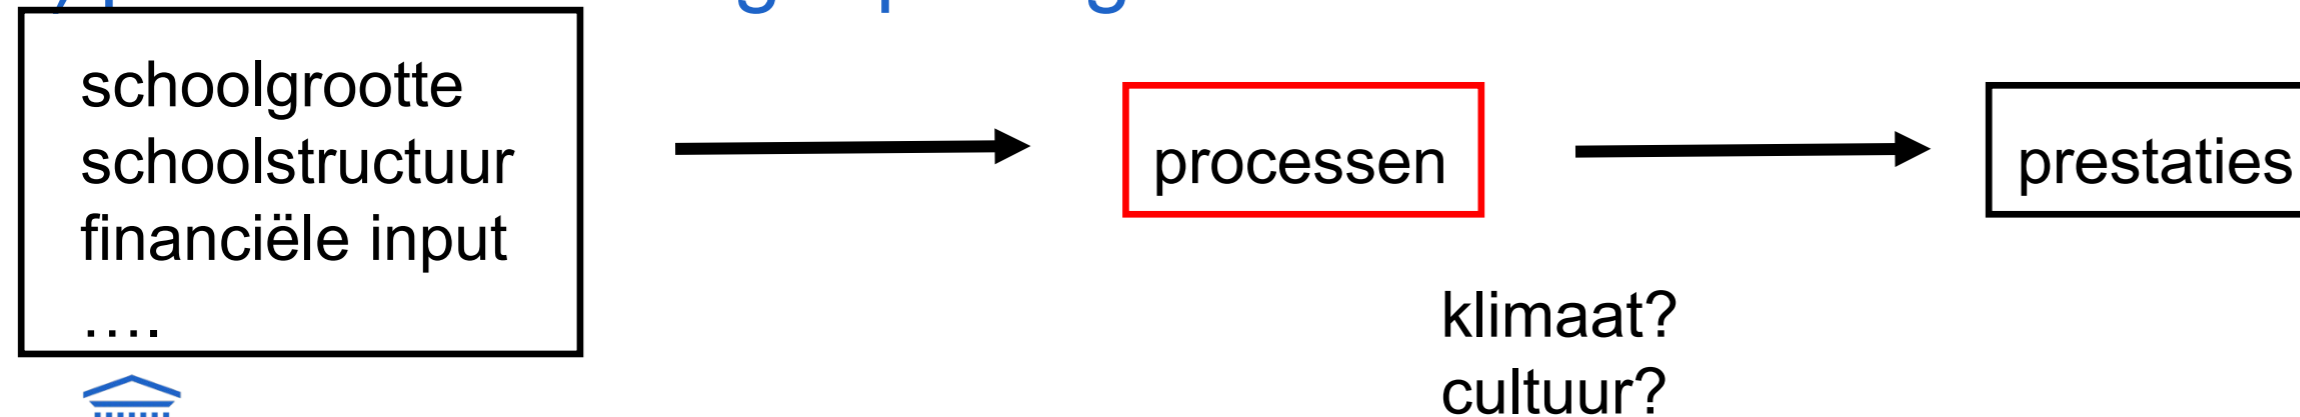 schoolgrootte
schoolstructuur
financiële input
….
processen
prestaties
klimaat?
cultuur?